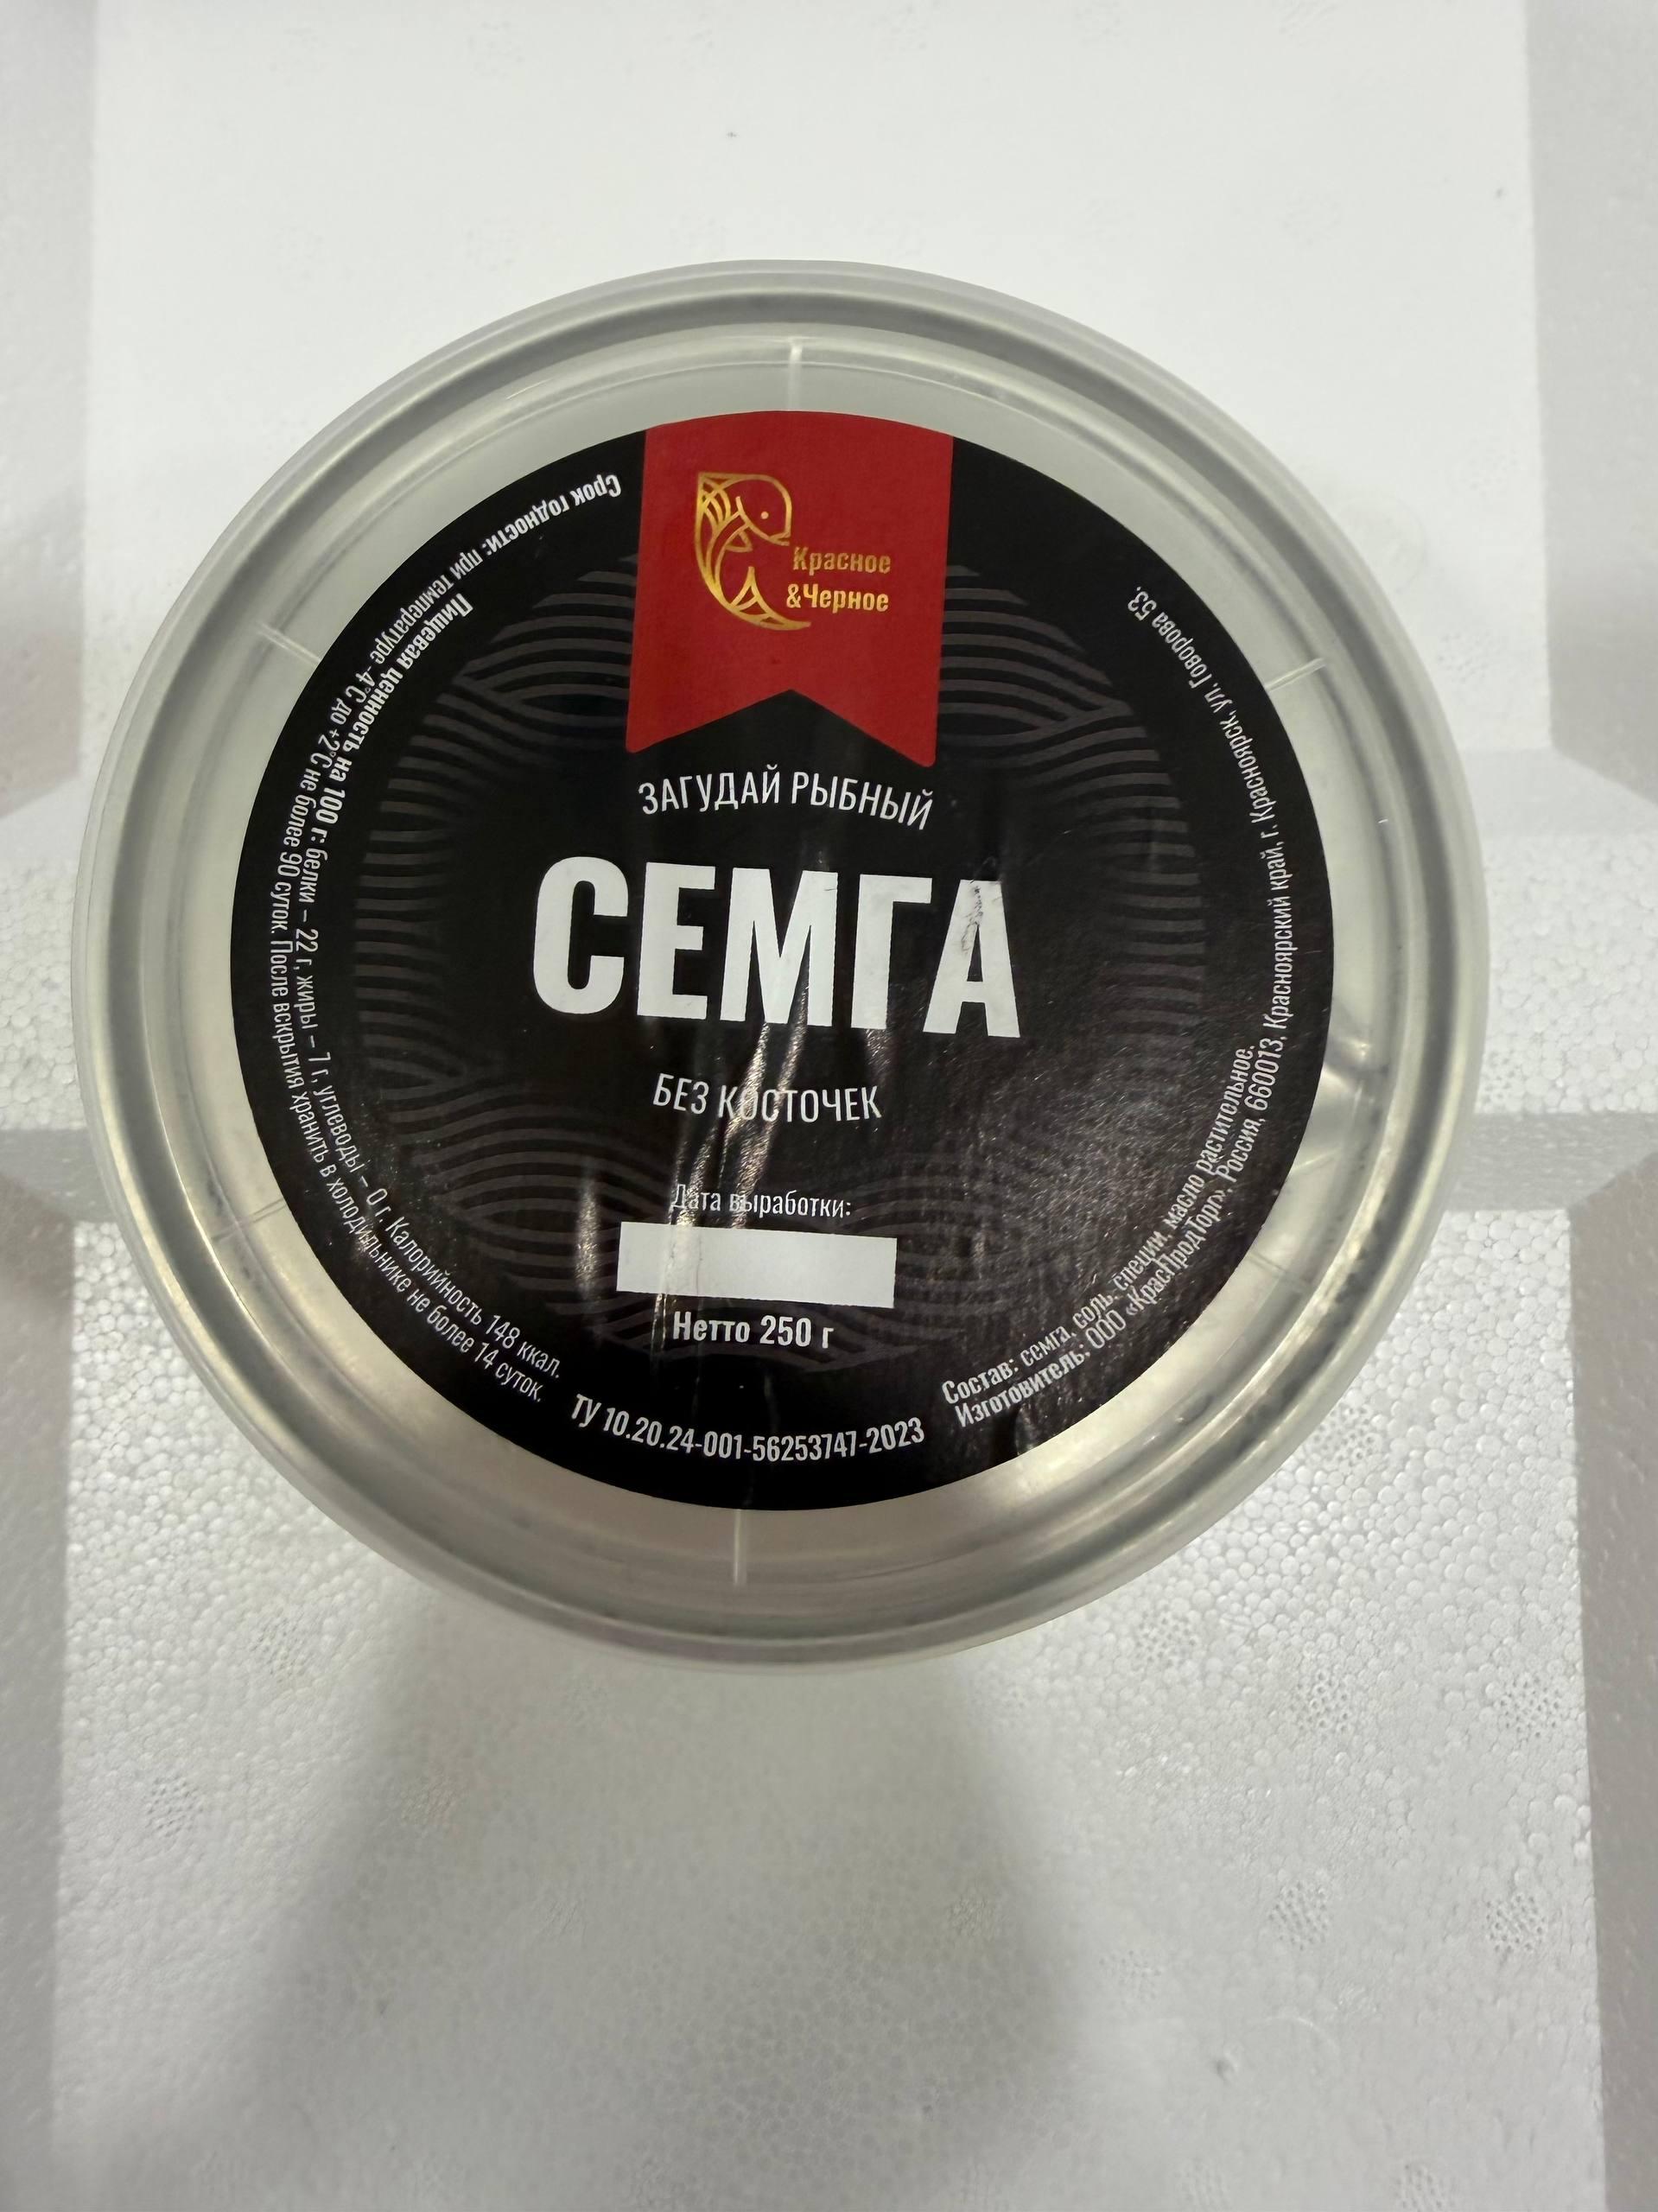 Красное
&Черное
ЗАГУДАЙ РЫБНЫЙ
СЕМГА
БЕЗ КОСТОЧЕК
Дата выработки:
Нетто 250 г
ТУ 10.20.24-001-56253747-2023
Пищевая ценность на 100 г: белки – 22 г, жиры – 7 г, углеводы – 0 г. Калорийность 148 ккал.
Срок годности: при температуре -4°С до +2°С не более 90 суток. После вскрытия хранить в холодильнике не более 14 суток.
Состав: семга, соль, специи, масло растительное.
Изготовитель: ООО «КрасПродТорг», Россия, 660013, Красноярский край, г. Красноярск, ул. Говорова 53.